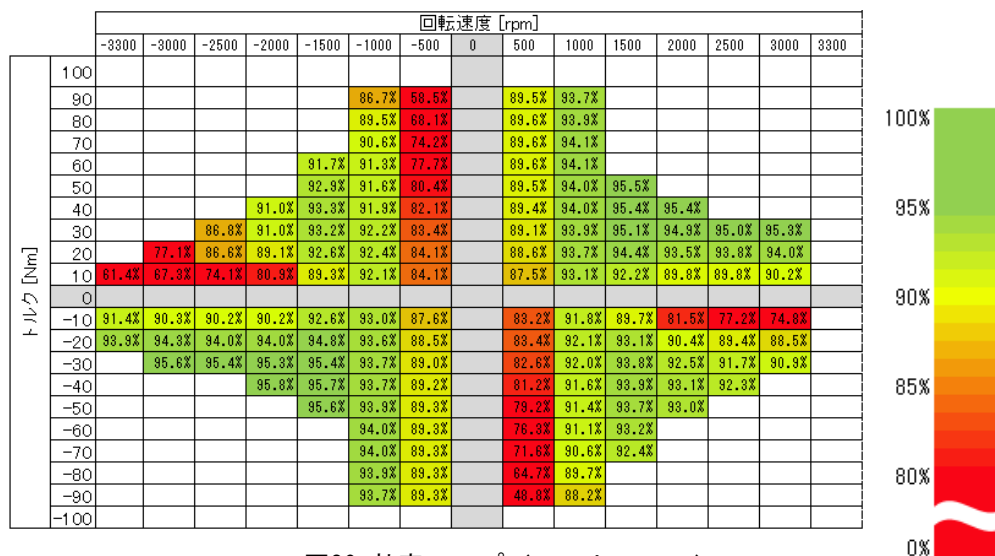 回転速度 [rpm]
-3300 -3000 -2500 -2000 -1500 -1000 -500 0 500 1000 1500 2000 2500 3000 3300
トルク [Nm]
100
90 86.7% 58.5% 89.5% 93.7%
80 89.5% 68.1% 89.6% 93.9%
70 90.6% 74.2% 89.6% 94.1%
60 91.7% 91.3% 77.7% 89.6% 94.1%
50 92.9% 91.6% 80.4% 89.5% 94.0% 95.5%
40 91.0% 93.3% 91.9% 82.1% 89.4% 94.0% 95.4% 95.4%
30 86.8% 91.0% 93.2% 92.2% 83.4% 89.1% 93.9% 95.1% 94.9% 95.0% 95.3%
20 77.1% 86.6% 89.1% 92.6% 92.4% 84.1% 88.6% 93.7% 94.4% 93.5% 93.8% 94.0%
10 61.4% 67.3% 74.1% 80.9% 89.3% 92.1% 84.1% 87.5% 93.1% 92.2% 89.8% 89.8% 90.2%
0
-10 91.4% 90.3% 90.2% 90.2% 92.6% 93.0% 87.6% 83.2% 91.8% 89.7% 81.5% 77.2% 74.8%
-20 93.9% 94.3% 94.0% 94.0% 94.8% 93.6% 88.5% 83.4% 92.1% 93.1% 90.4% 89.4% 88.5%
-30 95.6% 95.4% 95.3% 95.4% 93.7% 89.0% 82.6% 92.0% 93.8% 92.5% 91.7% 90.9%
-40 95.8% 95.7% 93.7% 89.2% 81.2% 91.6% 93.9% 93.1% 92.3%
-50 95.6% 93.9% 89.3% 79.2% 91.4% 93.7% 93.0%
-60 94.0% 89.3% 76.3% 91.1% 93.2%
-70 94.0% 89.3% 71.6% 90.6% 92.4%
-80 93.9% 89.3% 64.7% 89.7%
-90 93.7% 89.3% 48.8% 88.2%
-100
100%
95%
90%
85%
80%
0%